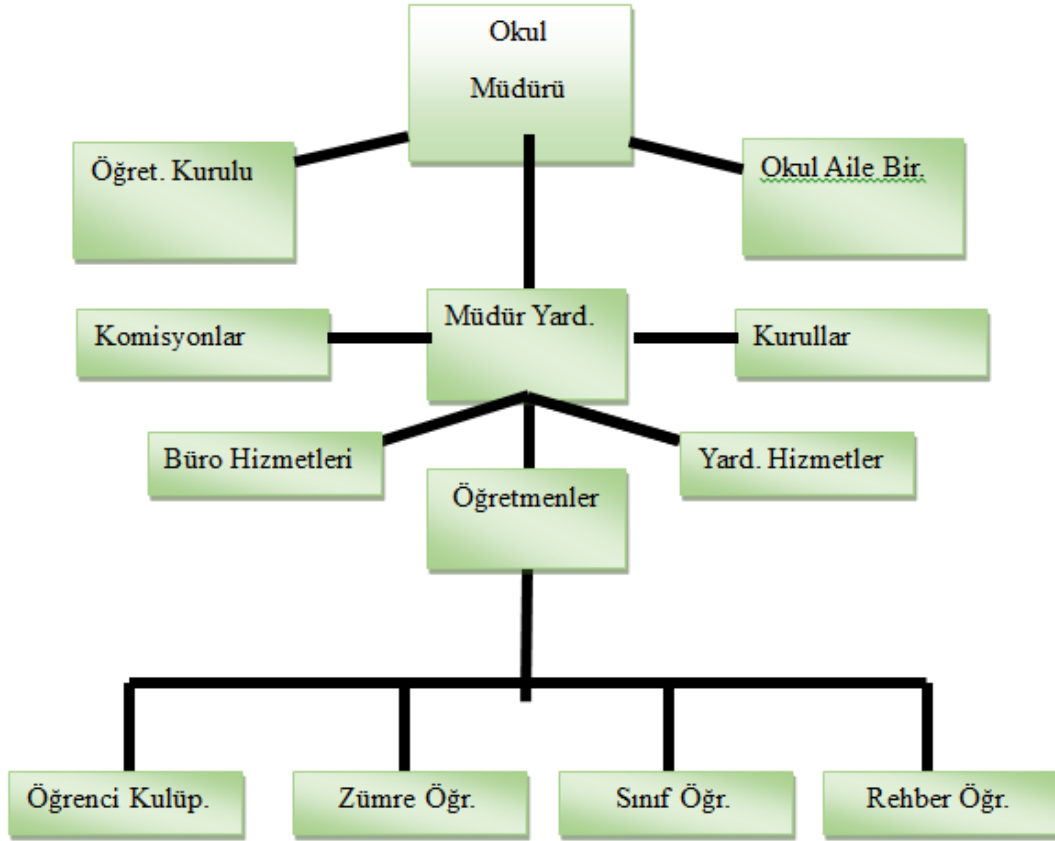 Okul
Müdürü
Öğret. Kurulu
Okul Aile Bir.
Komisyonlar
Müdür Yard.
Kurullar
Büro Hizmetleri
Yard. Hizmetler
Öğretmenler
Öğrenci Kulüp.
Zümre Öğr.
Sınıf Öğr.
Rehber Öğr.